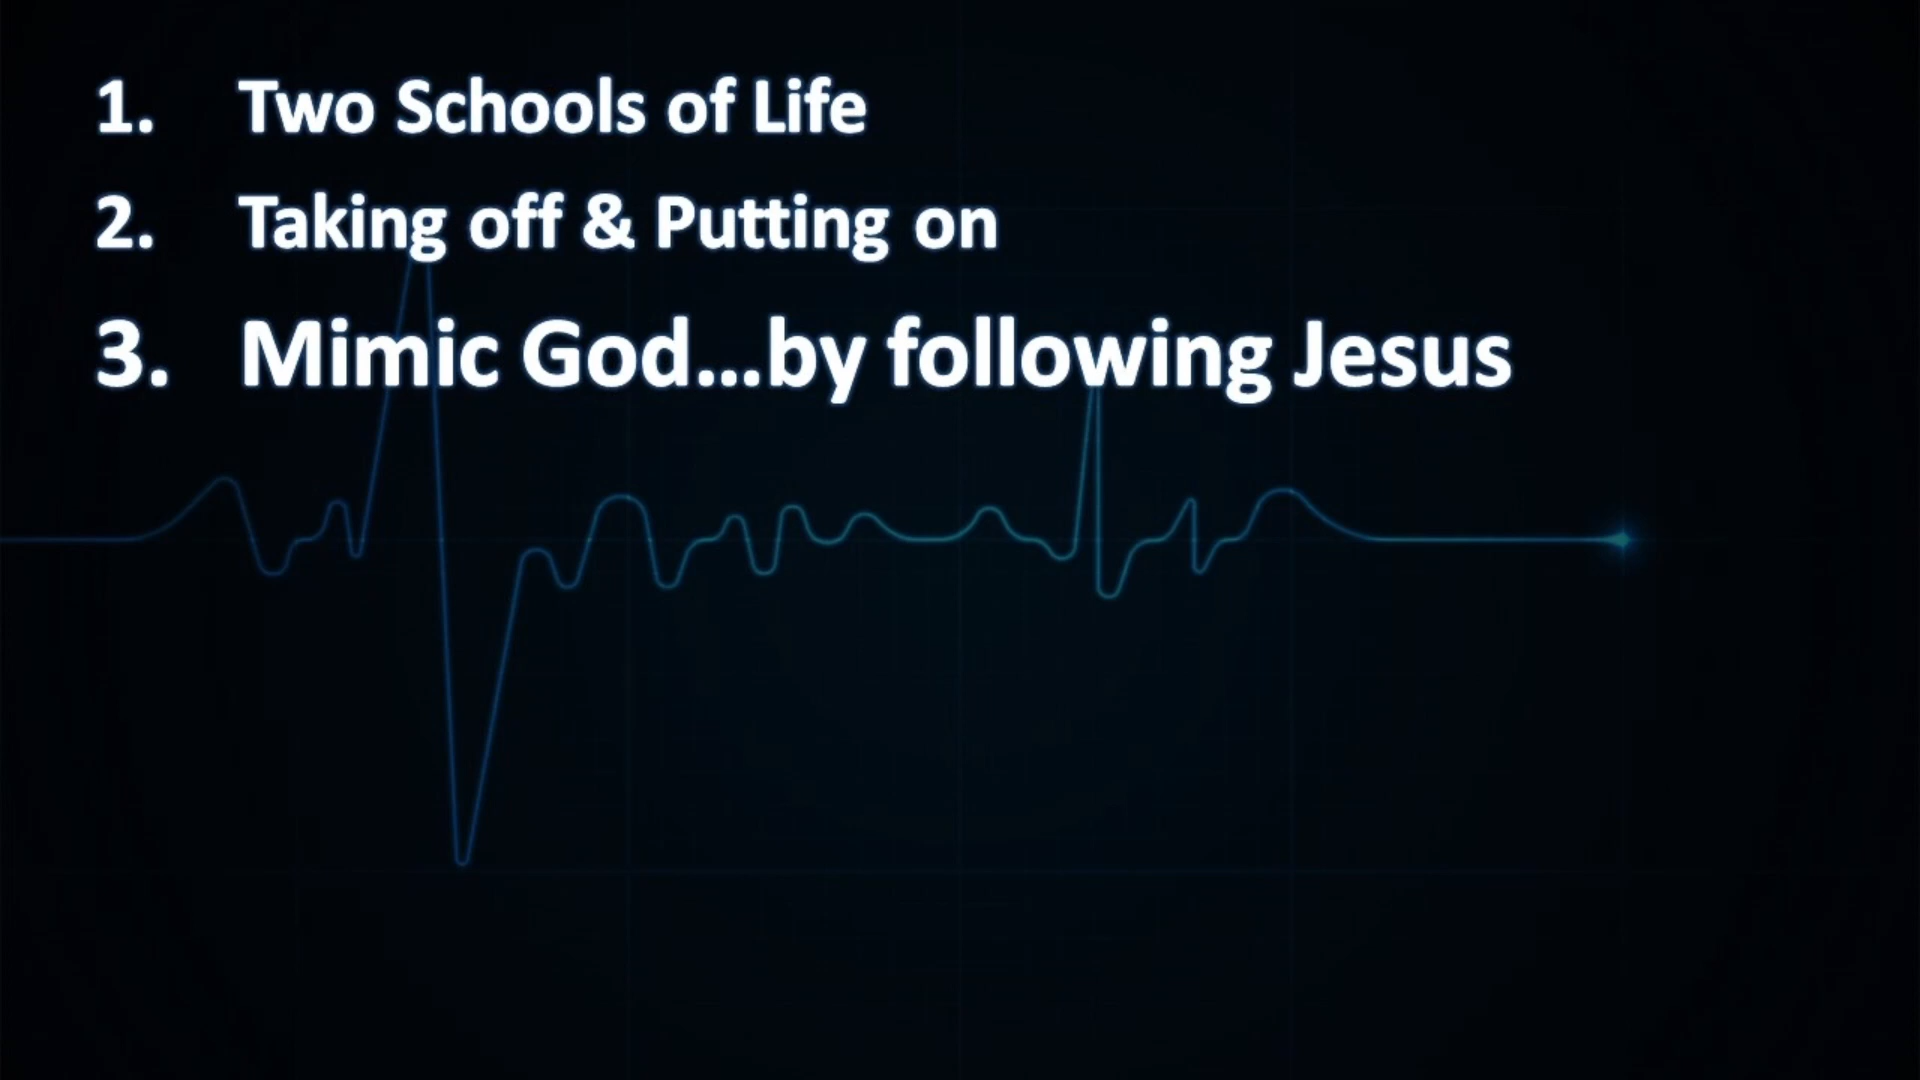 1. Two Schools of Life
2. Taking off & Putting on
3. Mimic God...by following Jesus